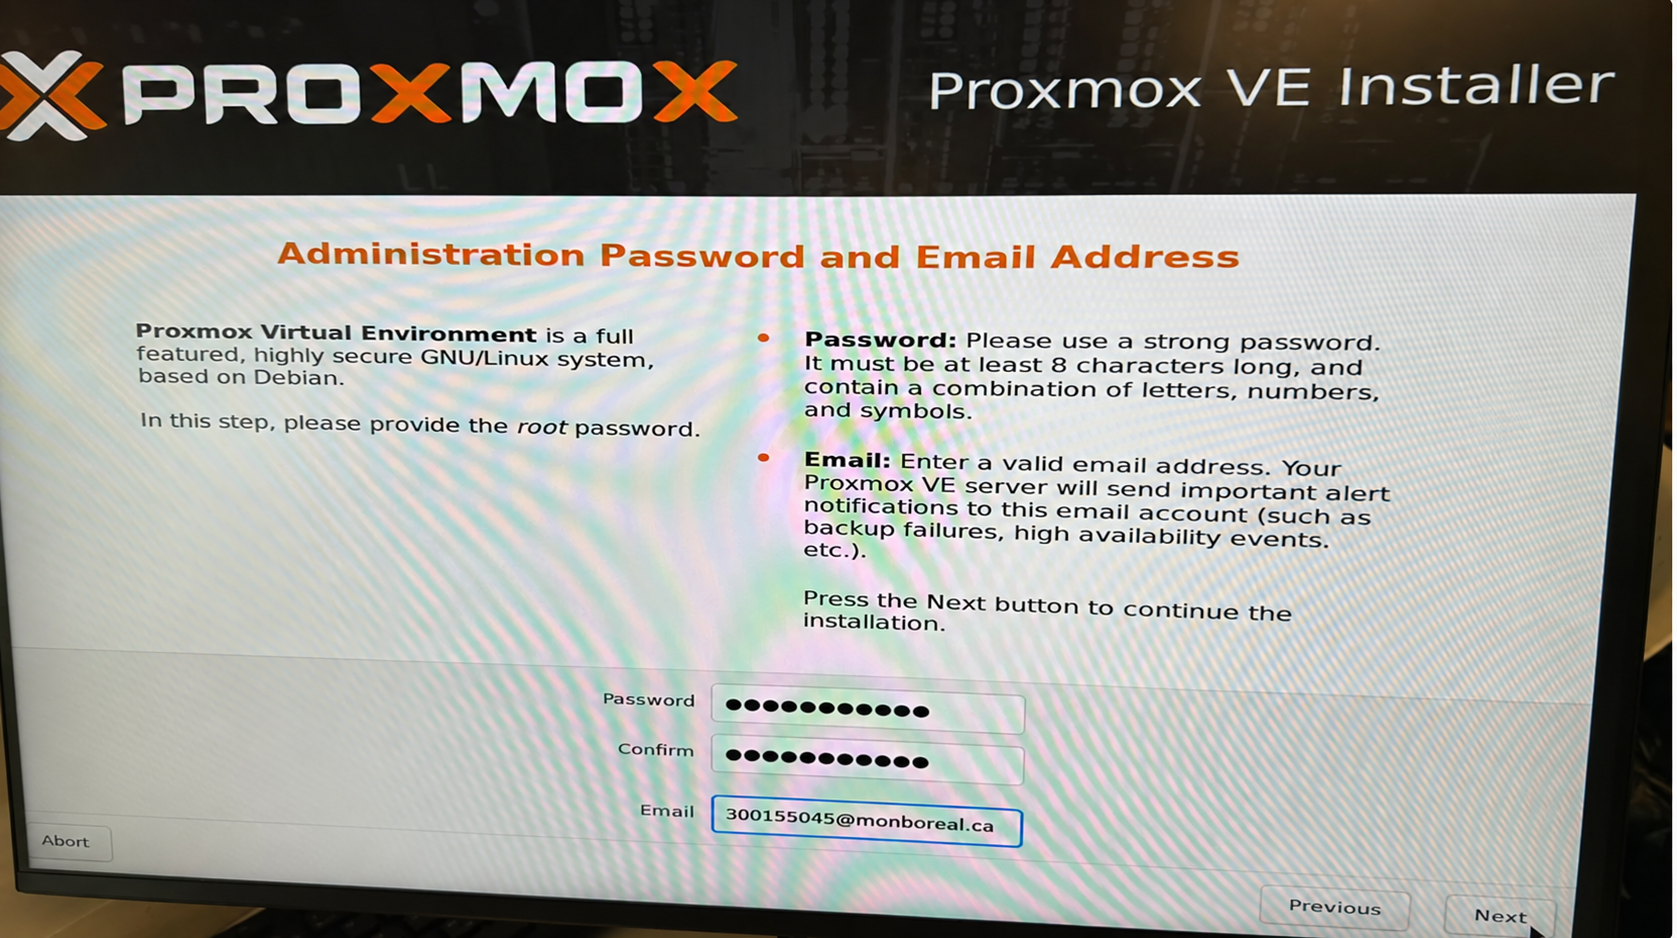 PROXMOX
Proxmox VE Installer
Administration Password and Email Address
Proxmox Virtual Environment is a full
featured, highly secure GNU/Linux system,
based on Debian.
In this step, please provide the root password.
Password: Please use a strong password.
It must be at least 8 characters long, and
contain a combination of letters, numbers,
and symbols.
Email: Enter a valid email address. Your
Proxmox VE server will send important alert
notifications to this email account (such as
backup failures, high availability events.
etc.).
Press the Next button to continue the
installation.
Password ●●●●●●●●●●●
Confirm ●●●●●●●●●●●
Email 300155045@monboreal.ca
Abort
Previous
Next